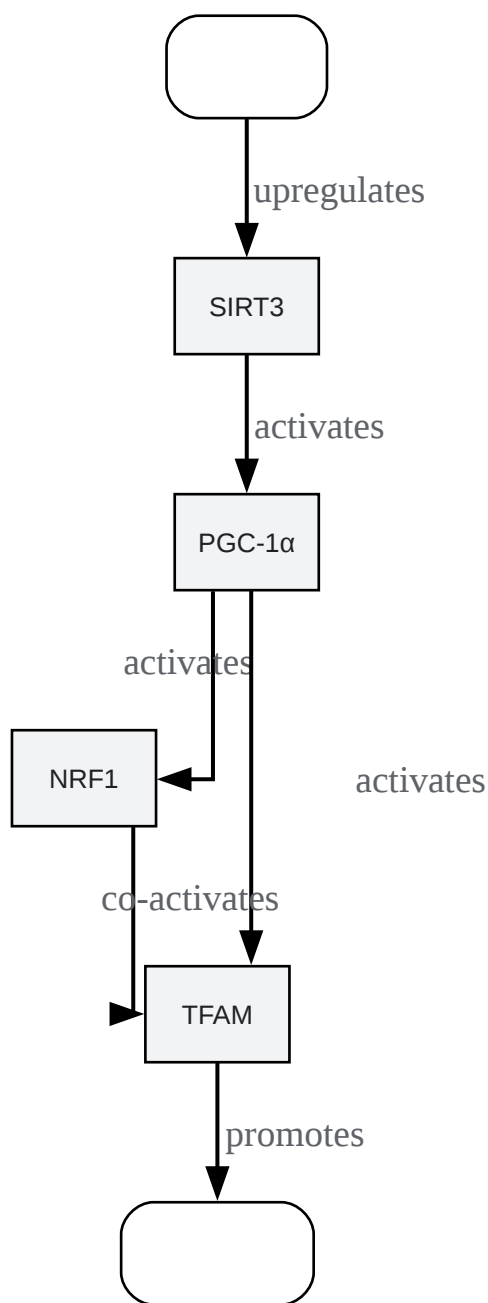 upregulates
SIRT3
activates
PGC-1α
activates
NRF1
activates
co-activates
TFAM
promotes